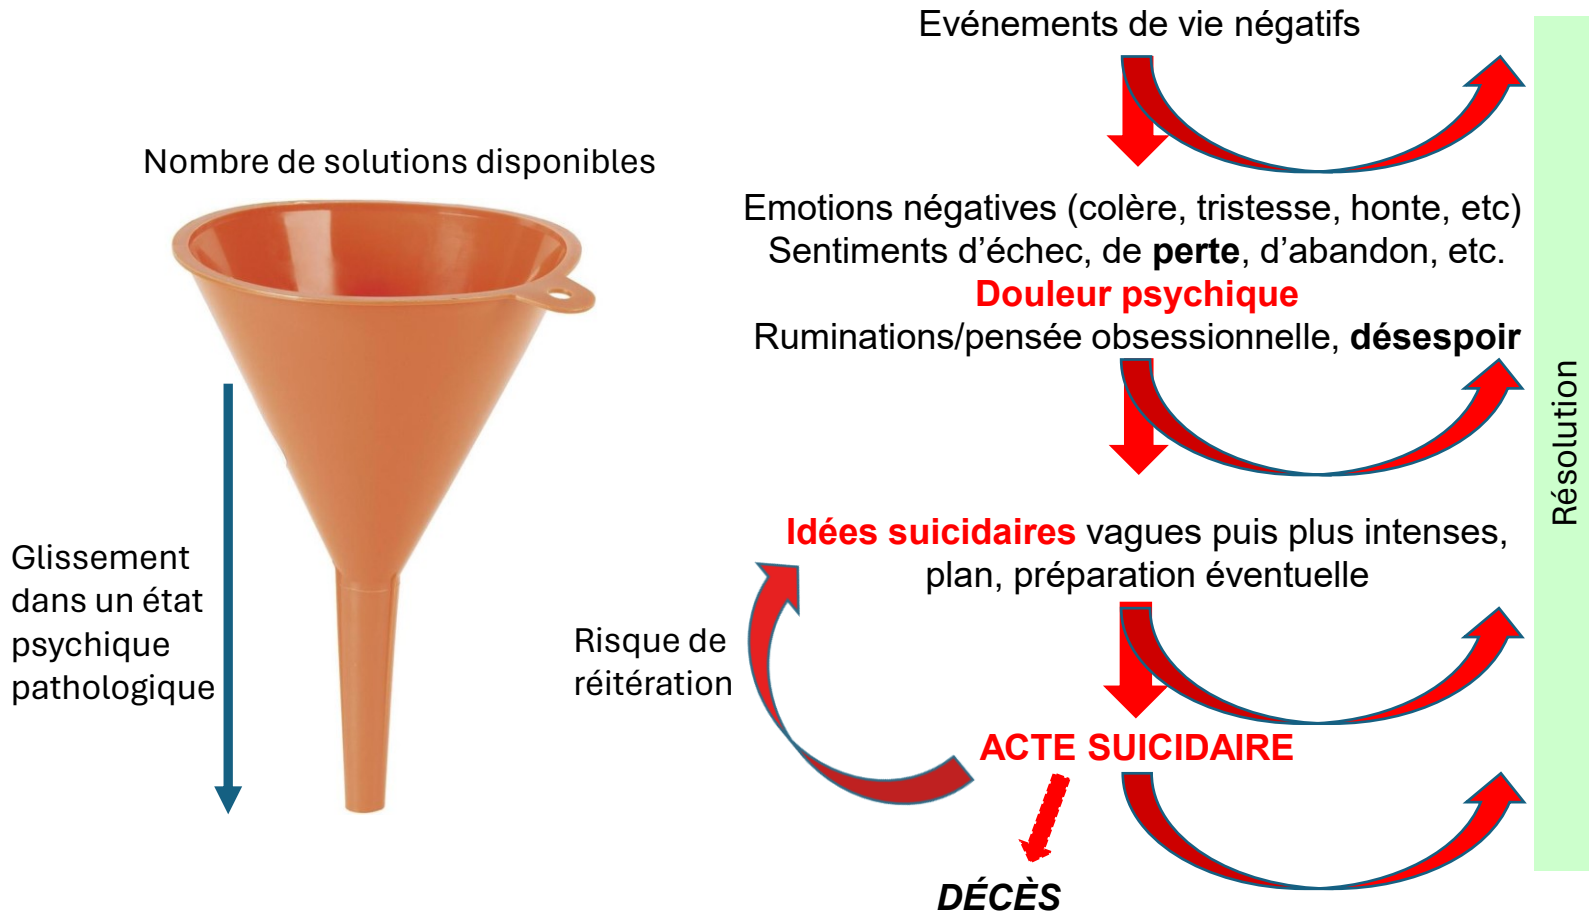 Evénements de vie négatifs
Nombre de solutions disponibles
Emotions négatives (colère, tristesse, honte, etc)
Sentiments d’échec, de perte, d’abandon, etc.
Douleur psychique
Ruminations/pensée obsessionnelle, désespoir
Résolution
Idées suicidaires vagues puis plus intenses,
plan, préparation éventuelle
Glissement
dans un état
psychique
pathologique
Risque de
réitération
ACTE SUICIDAIRE
DÉCÈS